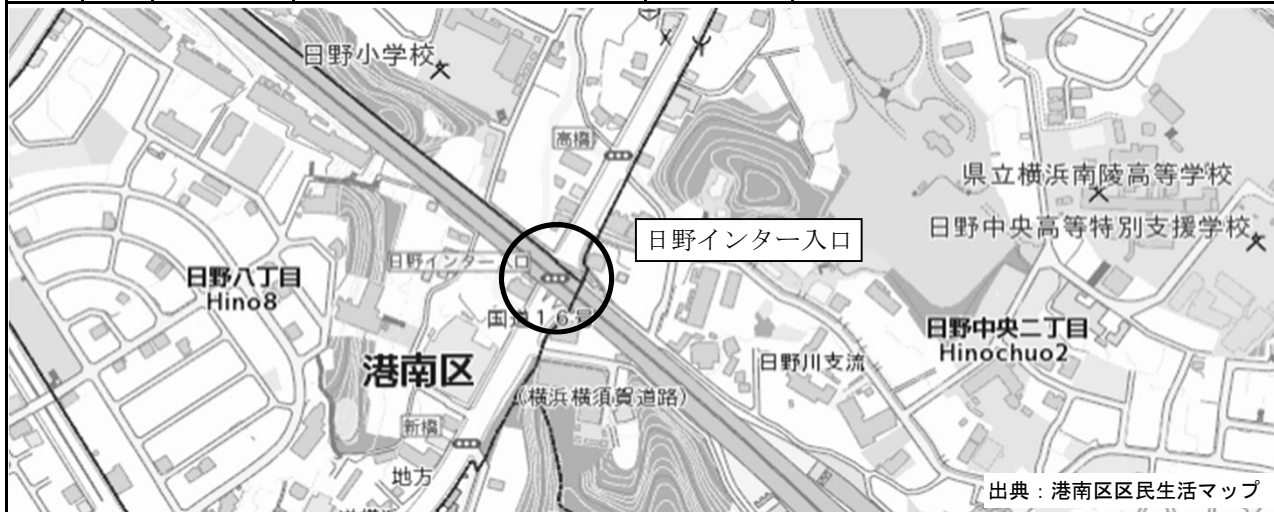 日野小学校
高橋
県立横浜南陵高等学校
日野インター入口
日野中央高等特別支援学校
日野インター入口
日野八丁目
Hino8
国道16号
日野中央二丁目
Hinochuo2
港南区
日野川支流
(横浜横須賀道路)
新橋
地方
出典：港南区区民生活マップ